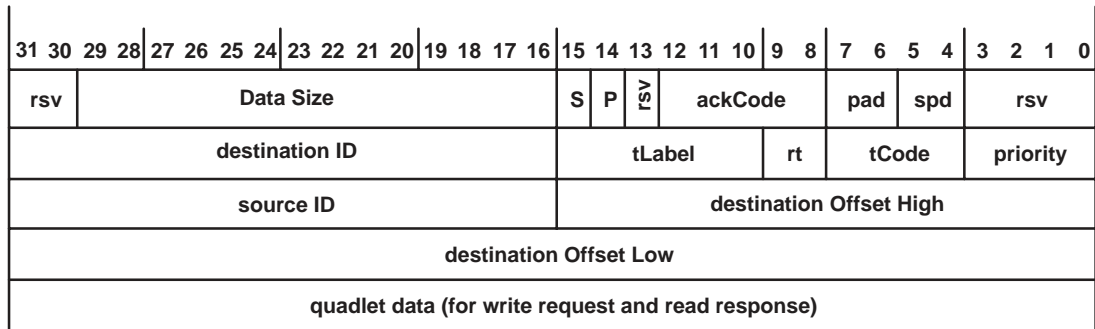 31 30 29 28 27 26 25 24 23 22 21 20 19 18 17 16 15 14 13 12 11 10 9 8 7 6 5 4 3 2 1 0
rsv Data Size S P rsv ackCode pad spd rsv
destination ID tLabel rt tCode priority
source ID destination Offset High
destination Offset Low
quadlet data (for write request and read response)